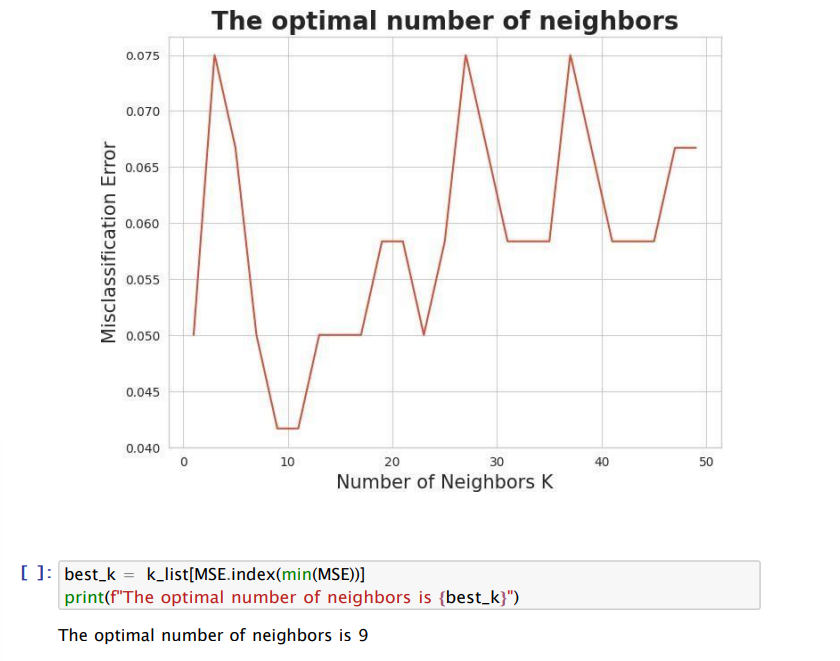 The optimal number of neighbors
0.075
0.070
0.065
0.060
0.055
0.050
0.045
0.040
Misclassification Error
0 10 20 30 40 50
Number of Neighbors K
[ ]: best_k = k_list[MSE.index(min(MSE))]
print(f"The optimal number of neighbors is {best_k}")
The optimal number of neighbors is 9